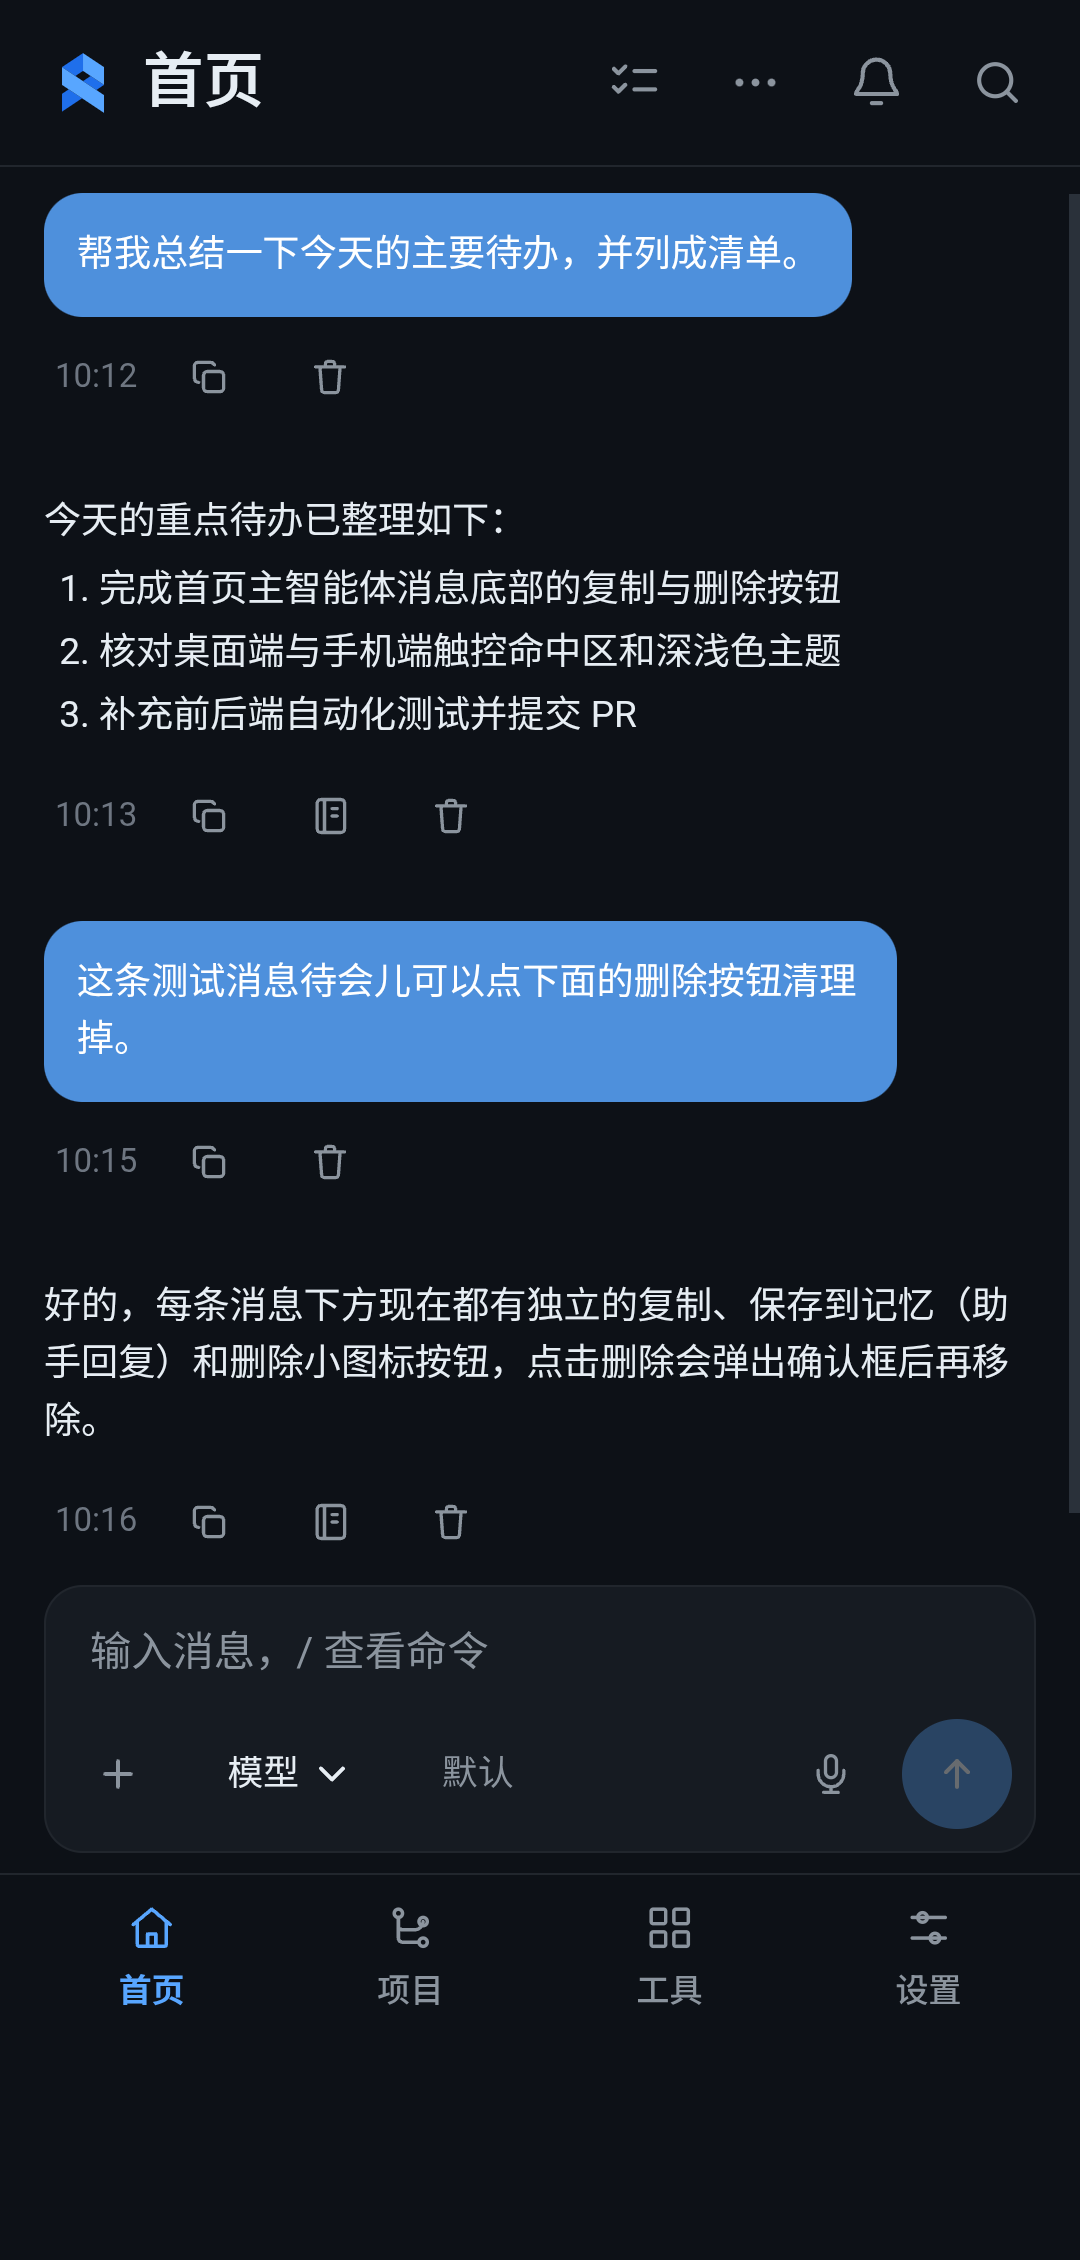 首页
帮我总结一下今天的主要待办，并列成清单。
10:12
今天的重点待办已整理如下：
1. 完成首页主智能体消息底部的复制与删除按钮
2. 核对桌面端与手机端触控命中区和深浅色主题
3. 补充前后端自动化测试并提交 PR
10:13
这条测试消息待会儿可以点下面的删除按钮清理
掉。
10:15
好的，每条消息下方现在都有独立的复制、保存到记忆（助
手回复）和删除小图标按钮，点击删除会弹出确认框后再移
除。
10:16
输入消息，/ 查看命令
模型 默认
首页 项目 工具 设置